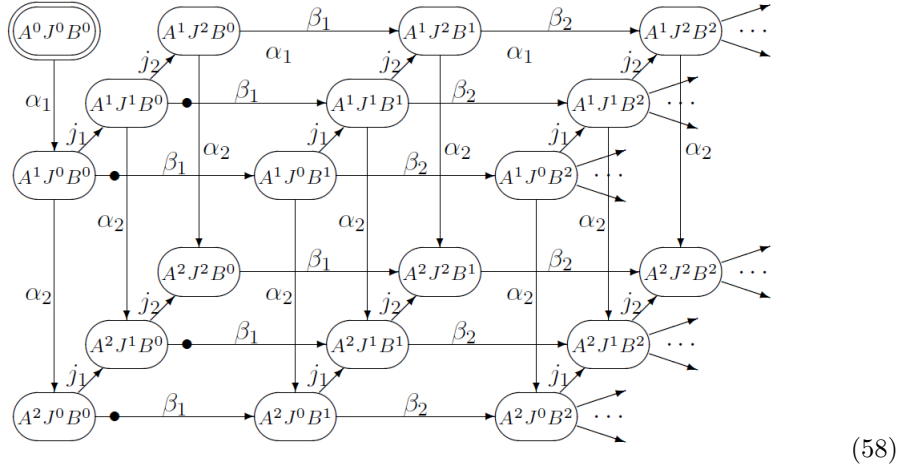 A⁰J⁰B⁰ A¹J²B⁰ β₁ A¹J²B¹ β₂ A¹J²B² ···
j₂ α₁ j₂ α₁ j₂
α₁ A¹J¹B⁰ β₁ A¹J¹B¹ β₂ A¹J¹B² ···
j₁ α₂ j₁ α₂ j₁ α₂
A¹J⁰B⁰ β₁ A¹J⁰B¹ β₂ A¹J⁰B² ···
α₂ α₂ α₂
A²J²B⁰ β₁ A²J²B¹ β₂ A²J²B² ···
α₂ j₂ α₂ j₂ α₂ j₂
A²J¹B⁰ β₁ A²J¹B¹ β₂ A²J¹B² ···
j₁ j₁ j₁
A²J⁰B⁰ β₁ A²J⁰B¹ β₂ A²J⁰B² ···
(58)